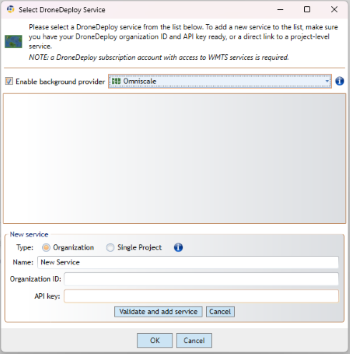 Select DroneDeploy Service
Please select a DroneDeploy service from the list below. To add a new service to the list, make sure
you have your DroneDeploy organization ID and API key ready, or a direct link to a project-level
service.
NOTE: a DroneDeploy subscription account with access to WMTS services is required.
Enable background provider
Omniscale
New service
Type: Organization Single Project
Name: New Service
Organization ID:
API key:
Validate and add service Cancel
OK Cancel